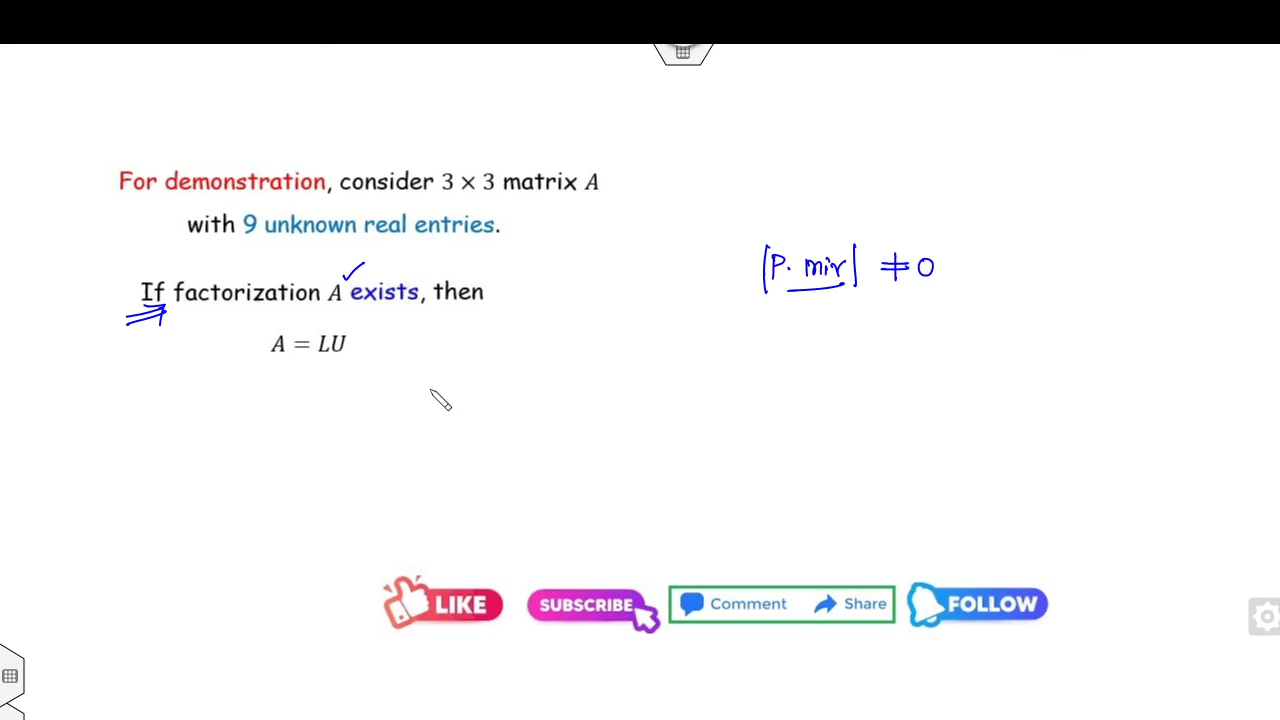 For demonstration, consider 3 × 3 matrix A
with 9 unknown real entries.
|P. mir| ≠ 0
If factorization A exists, then
A = LU
LIKE
SUBSCRIBE
Comment
Share
FOLLOW